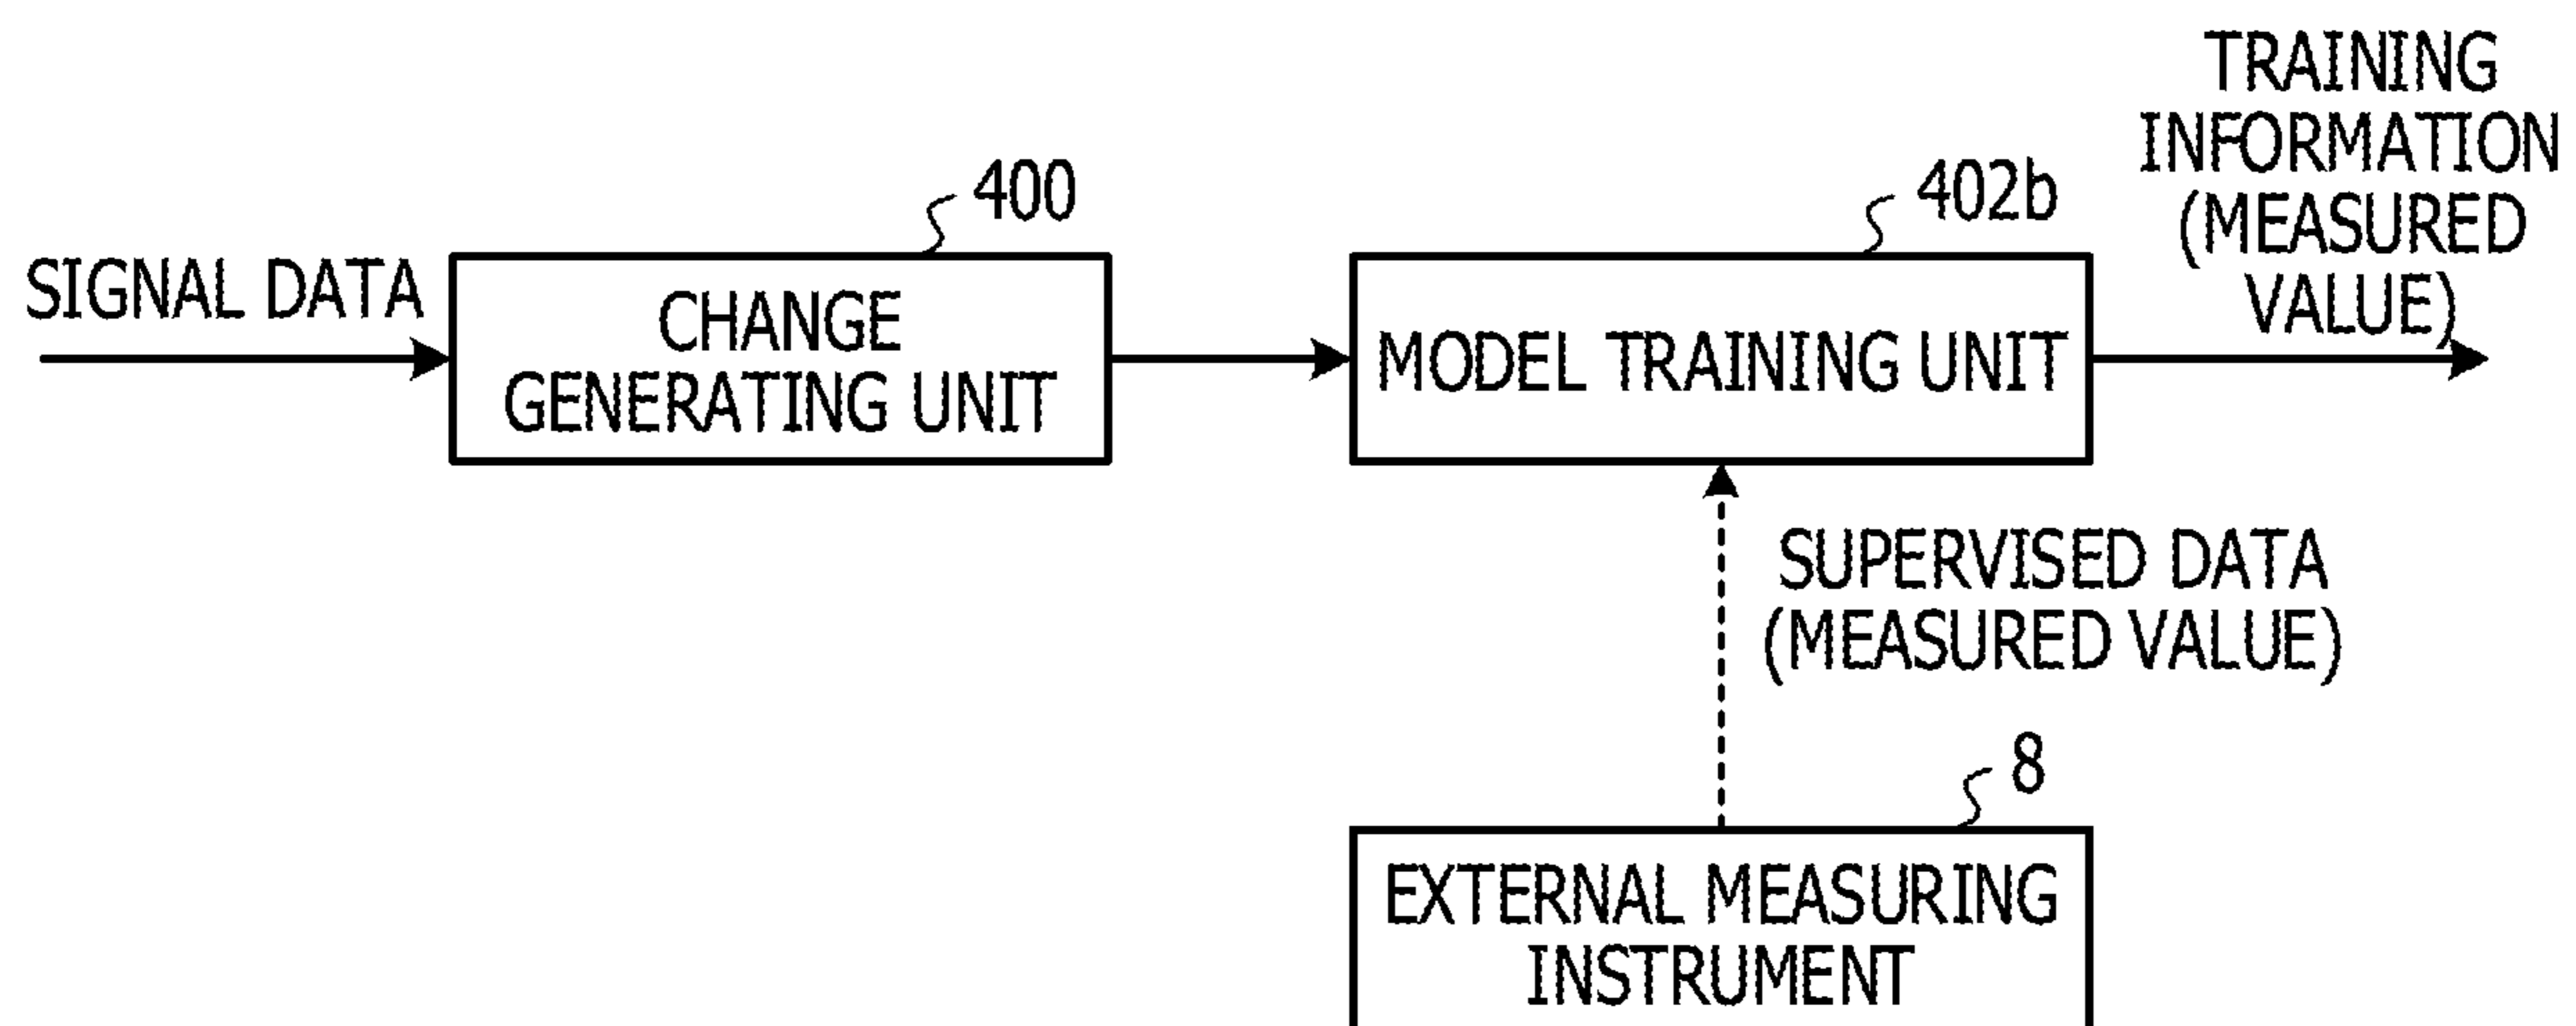 SIGNAL DATA
400
CHANGE
GENERATING UNIT
402b
MODEL TRAINING UNIT
TRAINING
INFORMATION
(MEASURED
VALUE)
SUPERVISED DATA
(MEASURED VALUE)
8
EXTERNAL MEASURING
INSTRUMENT